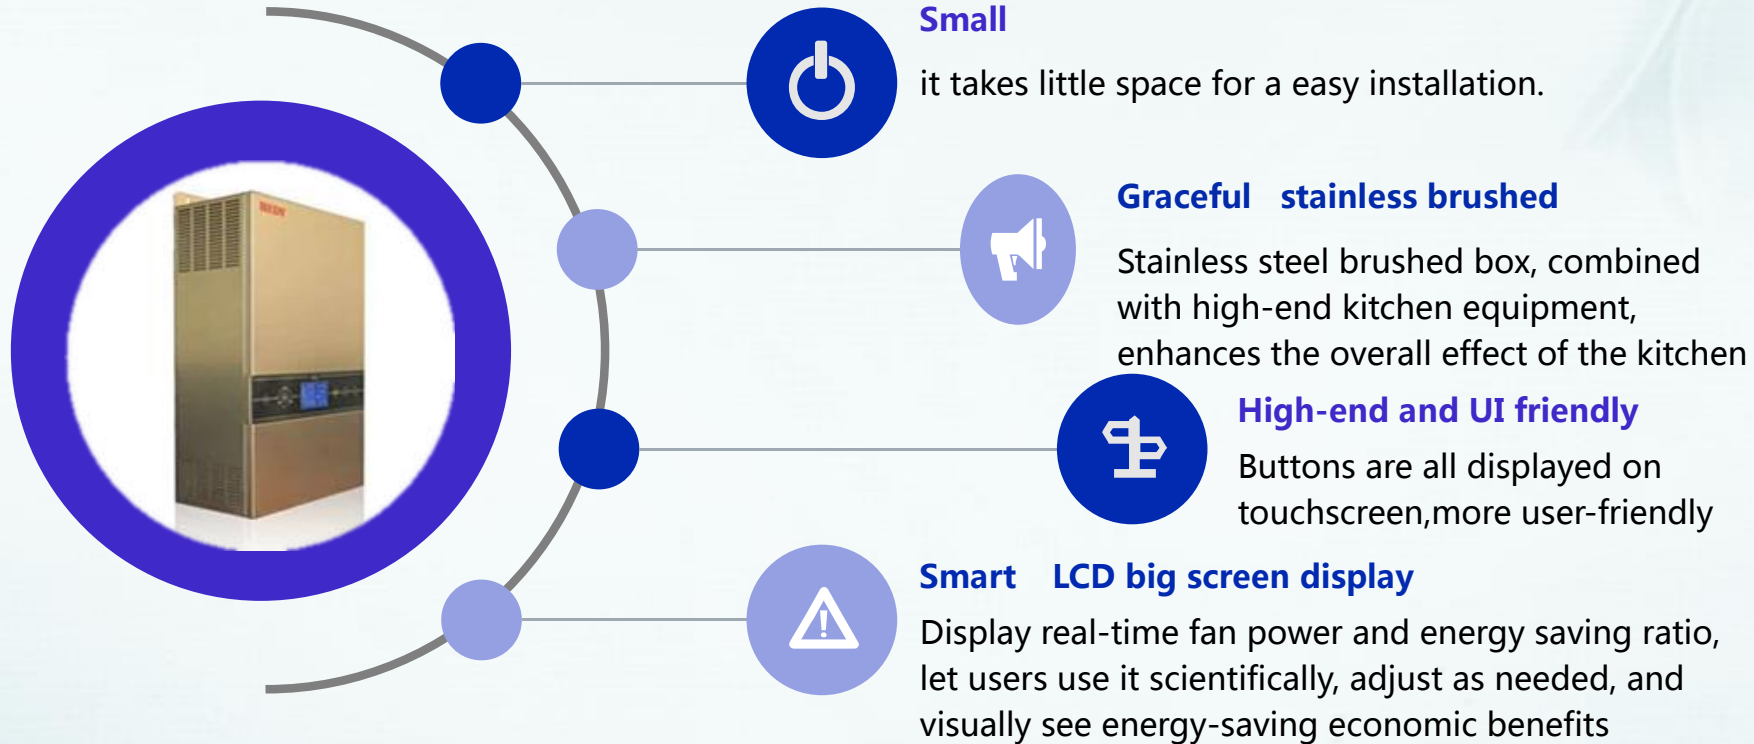 Small
it takes little space for a easy installation.
Graceful stainless brushed
Stainless steel brushed box, combined
with high-end kitchen equipment,
enhances the overall effect of the kitchen
High-end and UI friendly
Buttons are all displayed on
touchscreen,more user-friendly
Smart LCD big screen display
Display real-time fan power and energy saving ratio,
let users use it scientifically, adjust as needed, and
visually see energy-saving economic benefits